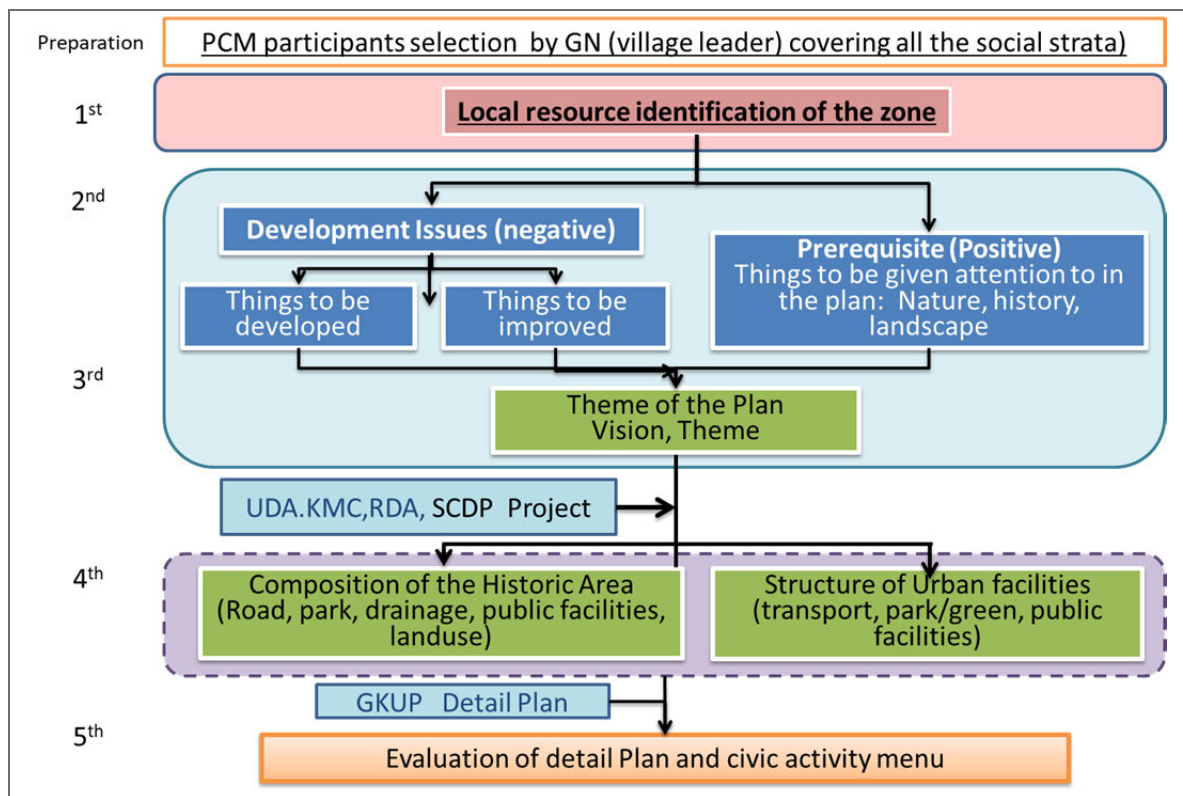 Preparation
PCM participants selection by GN (village leader) covering all the social strata)
1st
Local resource identification of the zone
2nd
Development Issues (negative)
Prerequisite (Positive)
Things to be given attention to in
the plan: Nature, history,
landscape
Things to be
developed
Things to be
improved
3rd
Theme of the Plan
Vision, Theme
UDA.KMC,RDA, SCDP Project
4th
Composition of the Historic Area
(Road, park, drainage, public facilities,
landuse)
Structure of Urban facilities
(transport, park/green, public
facilities)
GKUP Detail Plan
5th
Evaluation of detail Plan and civic activity menu